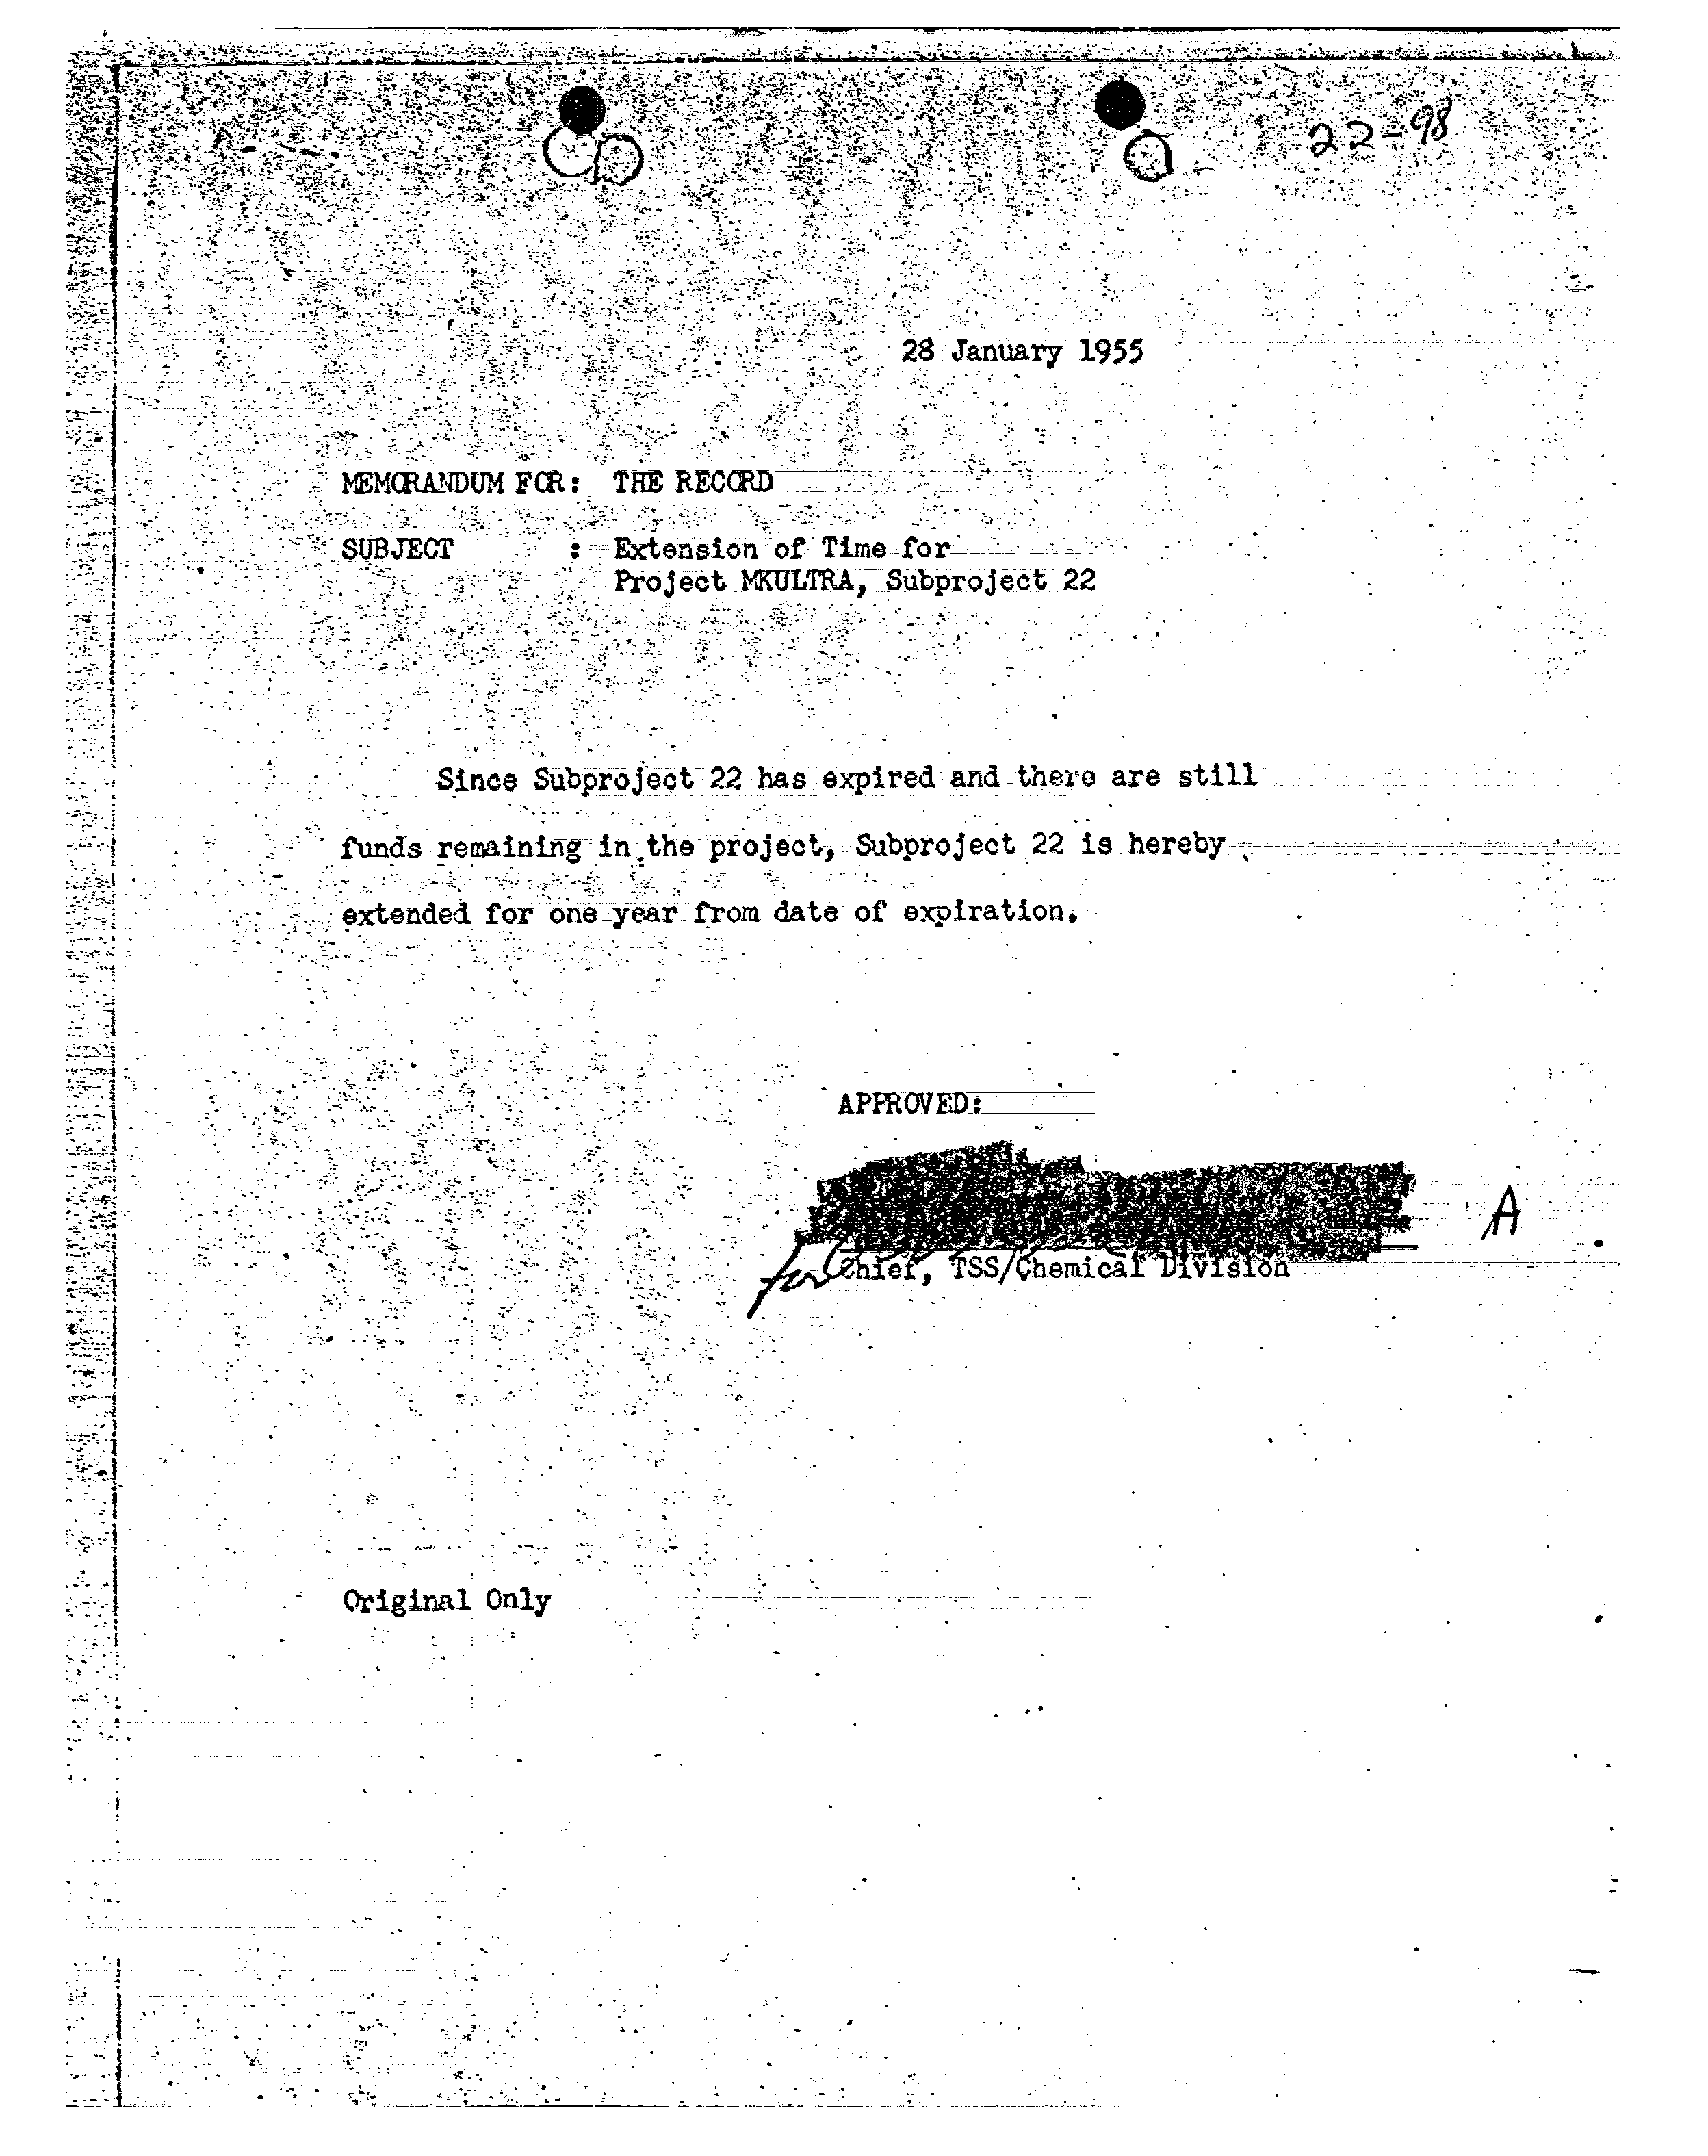 22-98
28 January 1955
MEMORANDUM FOR: THE RECORD
SUBJECT : Extension of Time for
Project MKULTRA, Subproject 22
Since Subproject 22 has expired and there are still
funds remaining in the project, Subproject 22 is hereby
extended for one year from date of expiration.
APPROVED:
A
for Chief, TSS/Chemical Division
Original Only